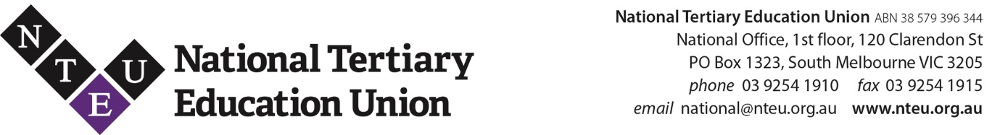 N
T
E
U
National Tertiary
Education Union
National Tertiary Education Union ABN 38 579 396 344
National Office, 1st floor, 120 Clarendon St
PO Box 1323, South Melbourne VIC 3205
phone 03 9254 1910 fax 03 9254 1915
email national@nteu.org.au www.nteu.org.au